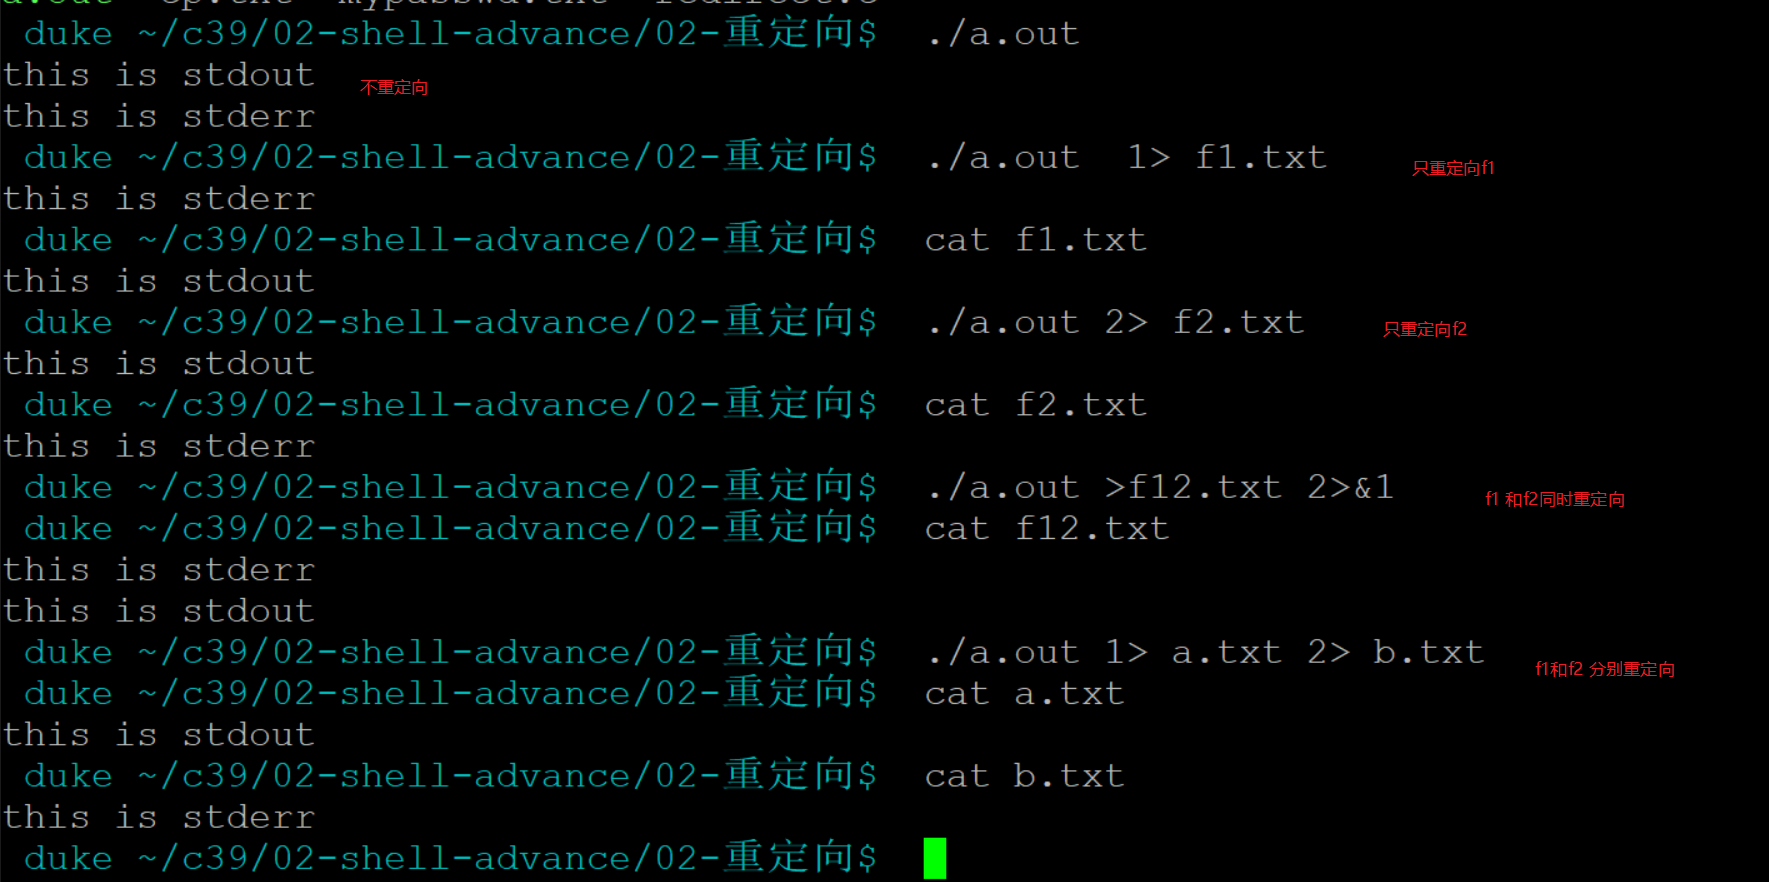 duke ~/c39/02-shell-advance/02-重定向$ ./a.out
this is stdout 不重定向
this is stderr
duke ~/c39/02-shell-advance/02-重定向$ ./a.out 1> f1.txt 只重定向f1
this is stderr
duke ~/c39/02-shell-advance/02-重定向$ cat f1.txt
this is stdout
duke ~/c39/02-shell-advance/02-重定向$ ./a.out 2> f2.txt 只重定向f2
this is stdout
duke ~/c39/02-shell-advance/02-重定向$ cat f2.txt
this is stderr
duke ~/c39/02-shell-advance/02-重定向$ ./a.out >f12.txt 2>&1 f1 和f2同时重定向
duke ~/c39/02-shell-advance/02-重定向$ cat f12.txt
this is stderr
this is stdout
duke ~/c39/02-shell-advance/02-重定向$ ./a.out 1> a.txt 2> b.txt f1和f2 分别重定向
duke ~/c39/02-shell-advance/02-重定向$ cat a.txt
this is stdout
duke ~/c39/02-shell-advance/02-重定向$ cat b.txt
this is stderr
duke ~/c39/02-shell-advance/02-重定向$